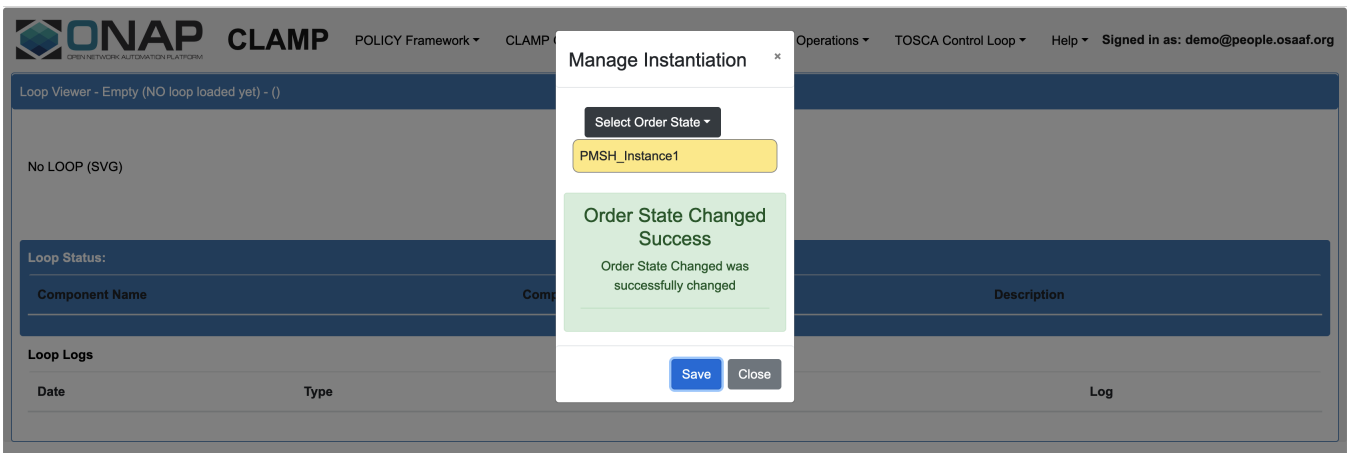 ONAP
OPEN NETWORK AUTOMATION PLATFORM
CLAMP
POLICY Framework
CLAMP
Operations
TOSCA Control Loop
Help
Signed in as: demo@people.osaaf.org
Manage Instantiation
×
Loop Viewer - Empty (NO loop loaded yet) - ()
Select Order State
PMSH_Instance1
No LOOP (SVG)
Order State Changed
Success
Order State Changed was
successfully changed
Loop Status:
Component Name
Comp
Description
Loop Logs
Save
Close
Date
Type
Log